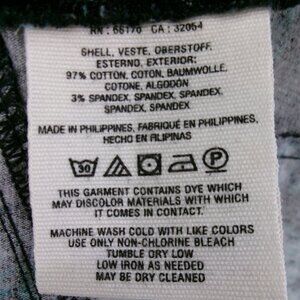 RN : 66170 CA : 32054
SHELL, VESTE, OBERSTOFF,
ESTERNO, EXTERIOR:
97% COTTON, COTON, BAUMWOLLE,
COTONE, ALGODÓN
3% SPANDEX, SPANDEX, SPANDEX,
SPANDEX, SPANDEX
MADE IN PHILIPPINES, FABRIQUÉ EN PHILIPPINES,
HECHO EN FILIPINAS
30 P
THIS GARMENT CONTAINS DYE WHICH
MAY DISCOLOR MATERIALS WITH WHICH
IT COMES IN CONTACT
MACHINE WASH COLD WITH LIKE COLORS
USE ONLY NON-CHLORINE BLEACH
TUMBLE DRY LOW
LOW IRON AS NEEDED
MAY BE DRY CLEANED